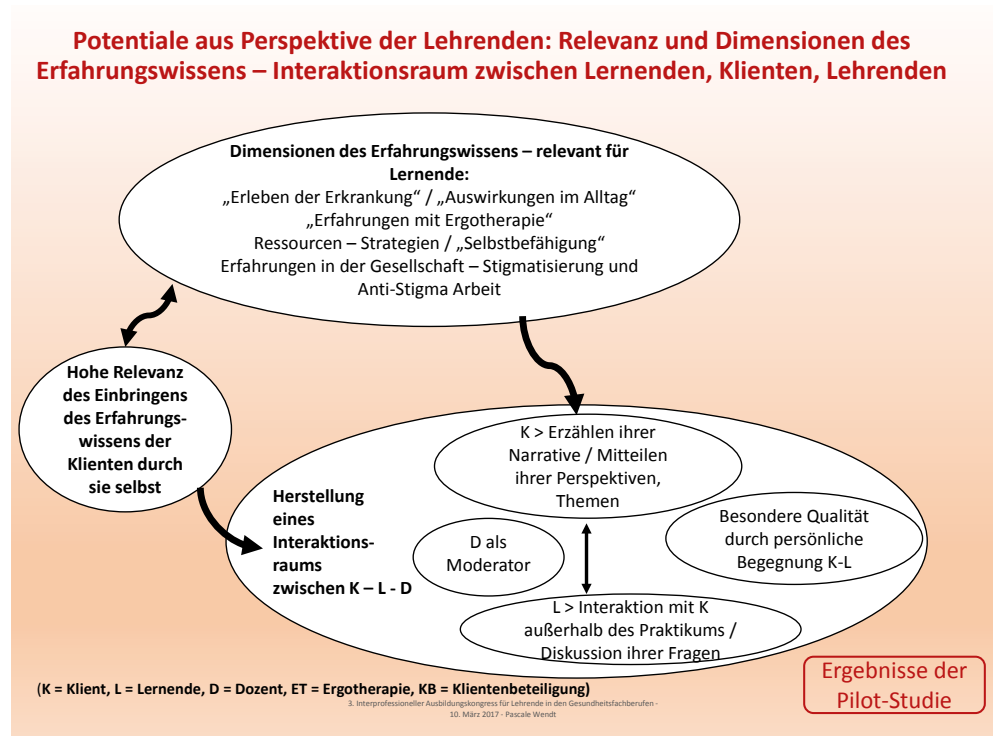 Potentiale aus Perspektive der Lehrenden: Relevanz und Dimensionen des
Erfahrungswissens – Interaktionsraum zwischen Lernenden, Klienten, Lehrenden
Dimensionen des Erfahrungswissens – relevant für
Lernende:
„Erleben der Erkrankung“ / „Auswirkungen im Alltag“
„Erfahrungen mit Ergotherapie“
Ressourcen – Strategien / „Selbstbefähigung“
Erfahrungen in der Gesellschaft – Stigmatisierung und
Anti-Stigma Arbeit
Hohe Relevanz
des Einbringens
des Erfahrungs-
wissens der
Klienten durch
sie selbst
Herstellung
eines
Interaktions-
raums
zwischen K – L - D
K > Erzählen ihrer
Narrative / Mitteilen
ihrer Perspektiven,
Themen
D als
Moderator
Besondere Qualität
durch persönliche
Begegnung K-L
L > Interaktion mit K
außerhalb des Praktikums /
Diskussion ihrer Fragen
Ergebnisse der
Pilot-Studie
(K = Klient, L = Lernende, D = Dozent, ET = Ergotherapie, KB = Klientenbeteiligung)
3. Interprofessioneller Ausbildungskongress für Lehrende in den Gesundheitsfachberufen -
10. März 2017 - Pascale Wendt